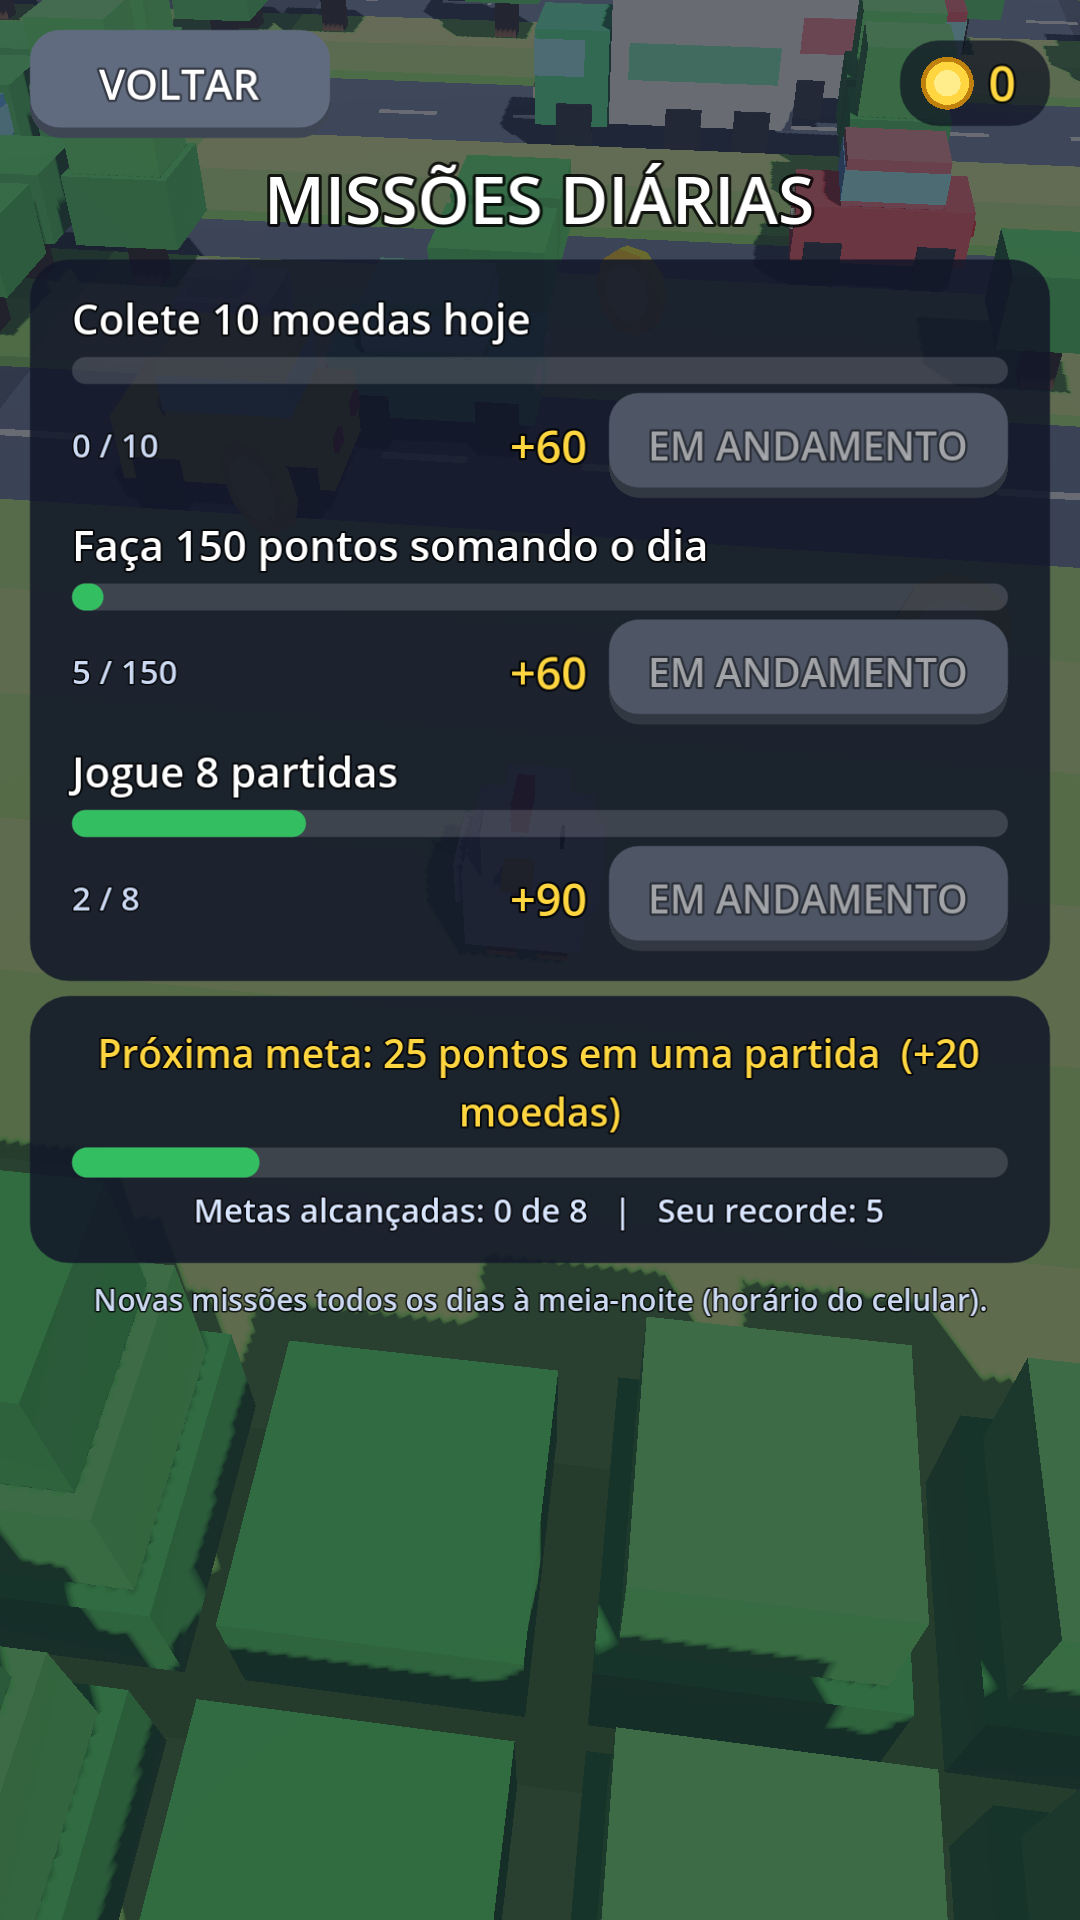 VOLTAR
0
MISSÕES DIÁRIAS
Colete 10 moedas hoje
0 / 10
+60
EM ANDAMENTO
Faça 150 pontos somando o dia
5 / 150
+60
EM ANDAMENTO
Jogue 8 partidas
2 / 8
+90
EM ANDAMENTO
Próxima meta: 25 pontos em uma partida (+20
moedas)
Metas alcançadas: 0 de 8 | Seu recorde: 5
Novas missões todos os dias à meia-noite (horário do celular).